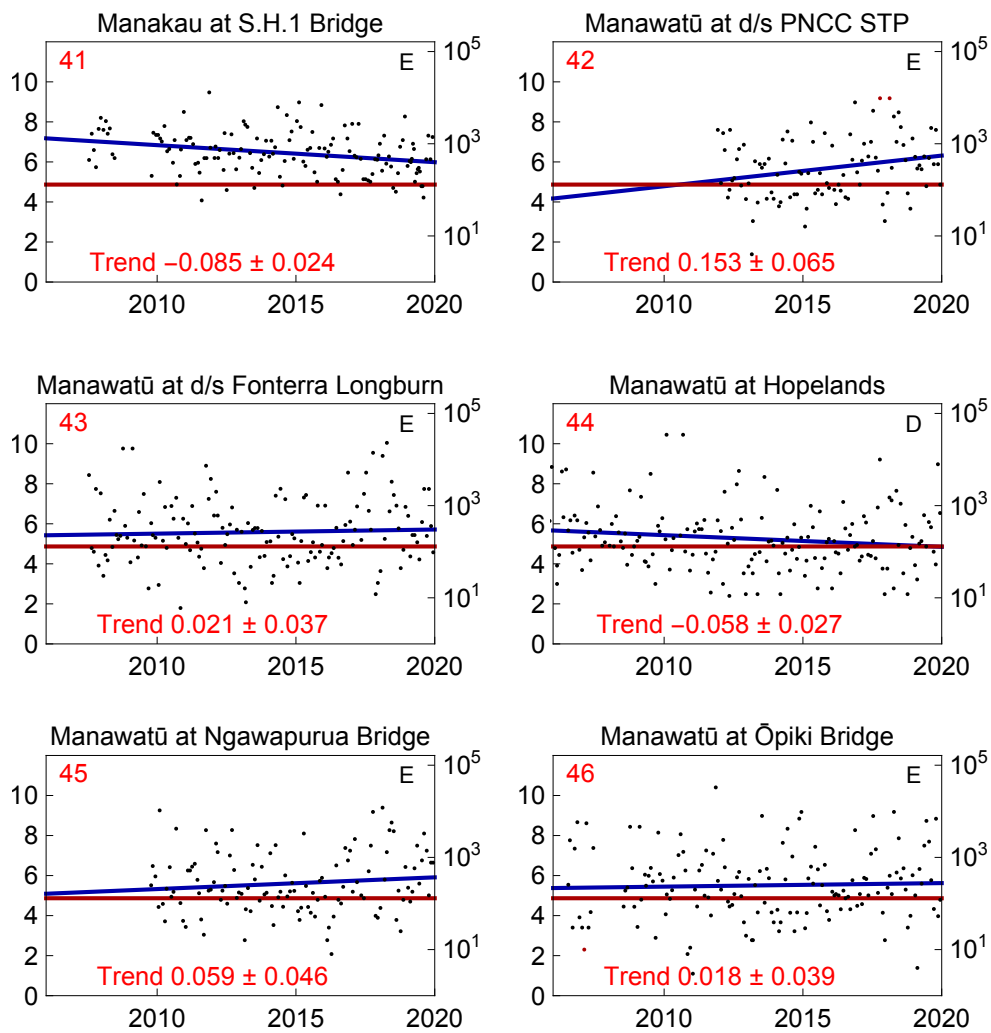 Manakau at S.H.1 Bridge
41
E
10
8
6
4
2
0
10^5
10^3
10^1
Trend −0.085 ± 0.024
2010 2015 2020
Manawatū at d/s PNCC STP
42
E
10
8
6
4
2
0
10^5
10^3
10^1
Trend 0.153 ± 0.065
2010 2015 2020
Manawatū at d/s Fonterra Longburn
43
E
10
8
6
4
2
0
10^5
10^3
10^1
Trend 0.021 ± 0.037
2010 2015 2020
Manawatū at Hopelands
44
D
10
8
6
4
2
0
10^5
10^3
10^1
Trend −0.058 ± 0.027
2010 2015 2020
Manawatū at Ngawapurua Bridge
45
E
10
8
6
4
2
0
10^5
10^3
10^1
Trend 0.059 ± 0.046
2010 2015 2020
Manawatū at Ōpiki Bridge
46
E
10
8
6
4
2
0
10^5
10^3
10^1
Trend 0.018 ± 0.039
2010 2015 2020